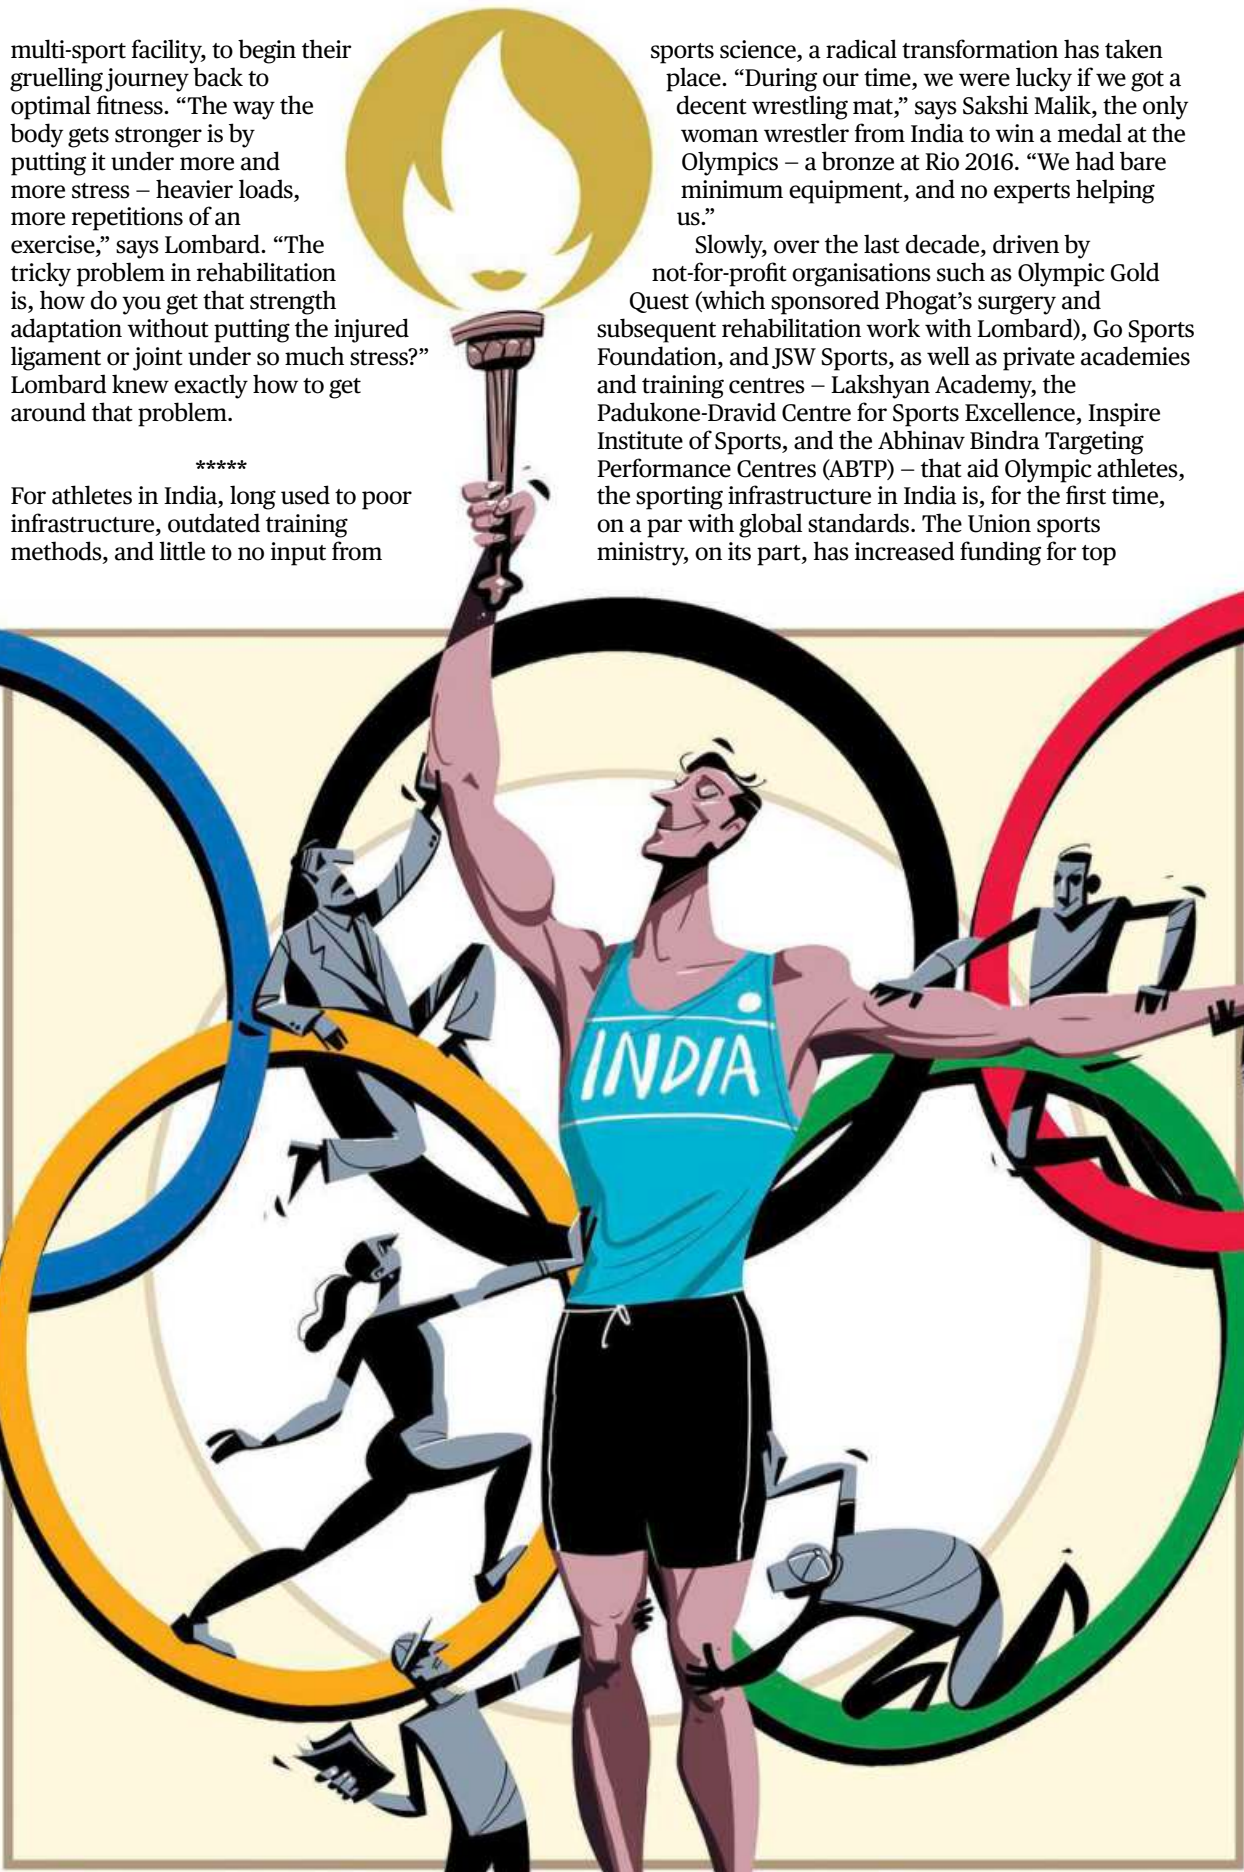 multi-sport facility, to begin their
gruelling journey back to
optimal fitness. “The way the
body gets stronger is by
putting it under more and
more stress – heavier loads,
more repetitions of an
exercise,” says Lombard. “The
tricky problem in rehabilitation
is, how do you get that strength
adaptation without putting the injured
ligament or joint under so much stress?”
Lombard knew exactly how to get
around that problem.
*****
For athletes in India, long used to poor
infrastructure, outdated training
methods, and little to no input from
sports science, a radical transformation has taken
place. “During our time, we were lucky if we got a
decent wrestling mat,” says Sakshi Malik, the only
woman wrestler from India to win a medal at the
Olympics – a bronze at Rio 2016. “We had bare
minimum equipment, and no experts helping
us.”
Slowly, over the last decade, driven by
not-for-profit organisations such as Olympic Gold
Quest (which sponsored Phogat’s surgery and
subsequent rehabilitation work with Lombard), Go Sports
Foundation, and JSW Sports, as well as private academies
and training centres – Lakshyan Academy, the
Padukone-Dravid Centre for Sports Excellence, Inspire
Institute of Sports, and the Abhinav Bindra Targeting
Performance Centres (ABTP) – that aid Olympic athletes,
the sporting infrastructure in India is, for the first time,
on a par with global standards. The Union sports
ministry, on its part, has increased funding for top
INDIA